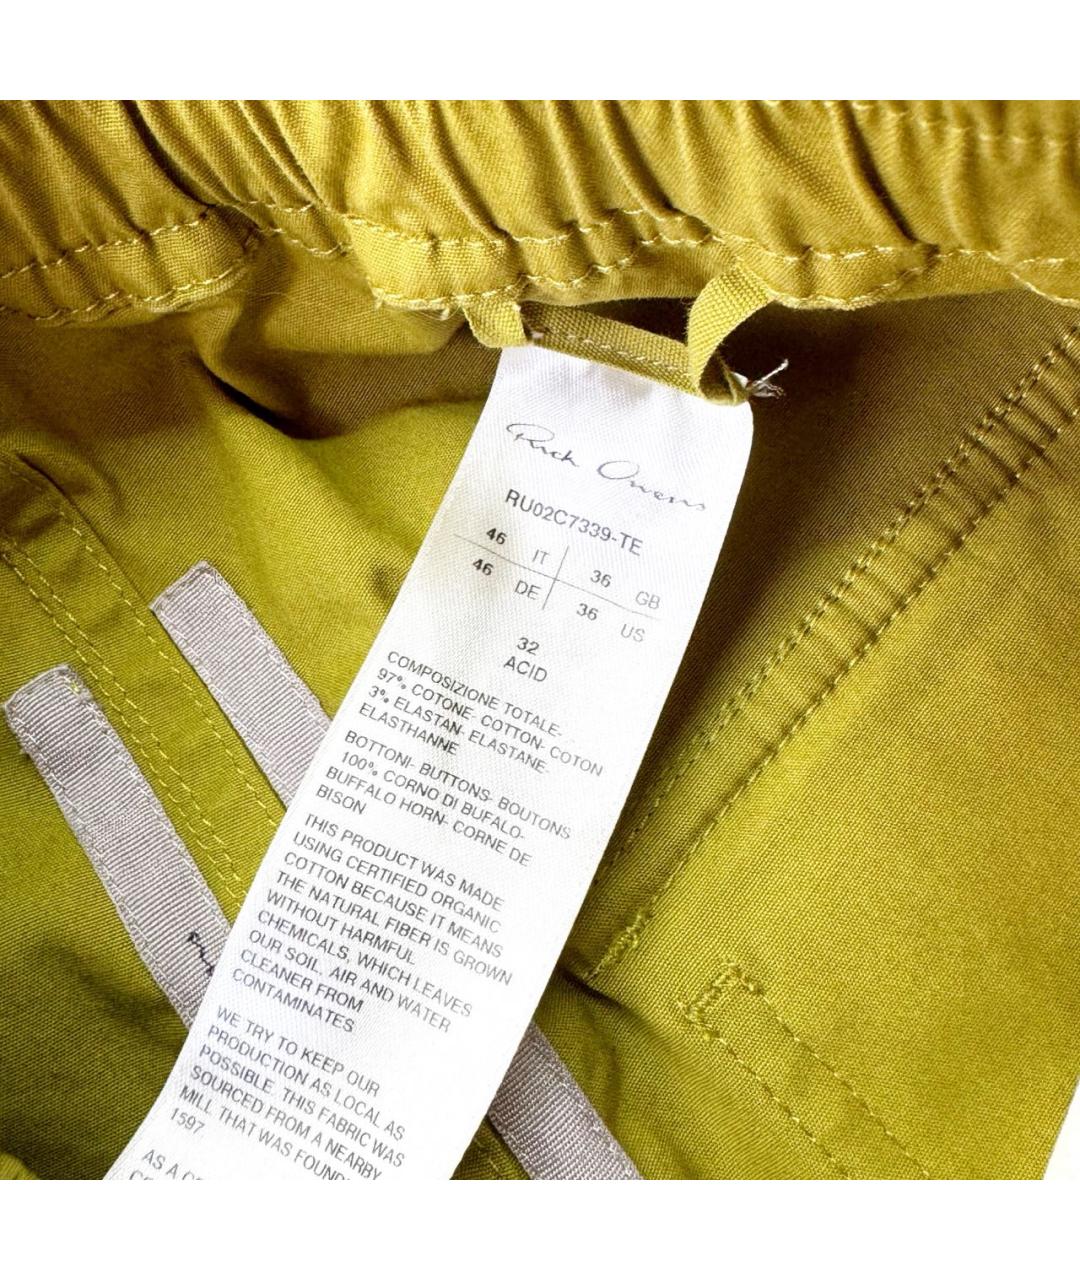 Rick Owens
RU02C7339-TE
46 IT 36 GB
46 DE 36 US
32
ACID
COMPOSIZIONE TOTALE-
97% COTONE- COTTON- COTON
3% ELASTAN- ELASTANE-
ELASTHANNE
BOTTONI- BUTTONS- BOUTONS
100% CORNO DI BUFALO-
BUFFALO HORN- CORNE DE
BISON
THIS PRODUCT WAS MADE
USING CERTIFIED ORGANIC
COTTON BECAUSE IT MEANS
THE NATURAL FIBER IS GROWN
WITHOUT HARMFUL
CHEMICALS, WHICH LEAVES
OUR SOIL, AIR AND WATER
CLEANER FROM
CONTAMINATES
WE TRY TO KEEP OUR
PRODUCTION AS LOCAL AS
POSSIBLE. THIS FABRIC WAS
SOURCED FROM A NEARBY
MILL THAT WAS FOUND
1597.
AS A